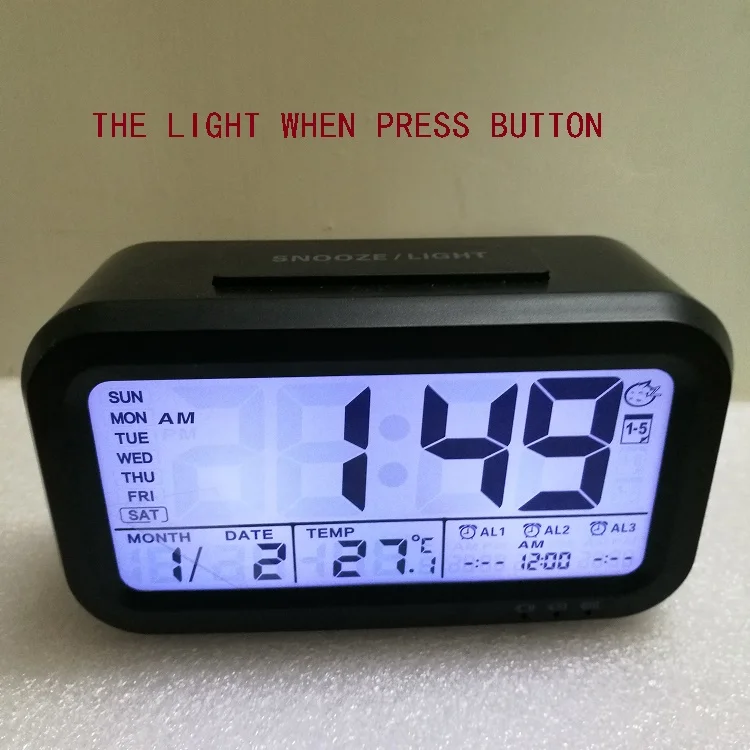 THE LIGHT WHEN PRESS BUTTON
SNOOZE/LIGHT
SUN
MON AM
TUE
WED
THU
FRI
SAT
1:49
1-5
MONTH DATE
1/ 2
TEMP
27.1°C
AL1 AL2 AL3
AM
-:-- 12:00 -:--